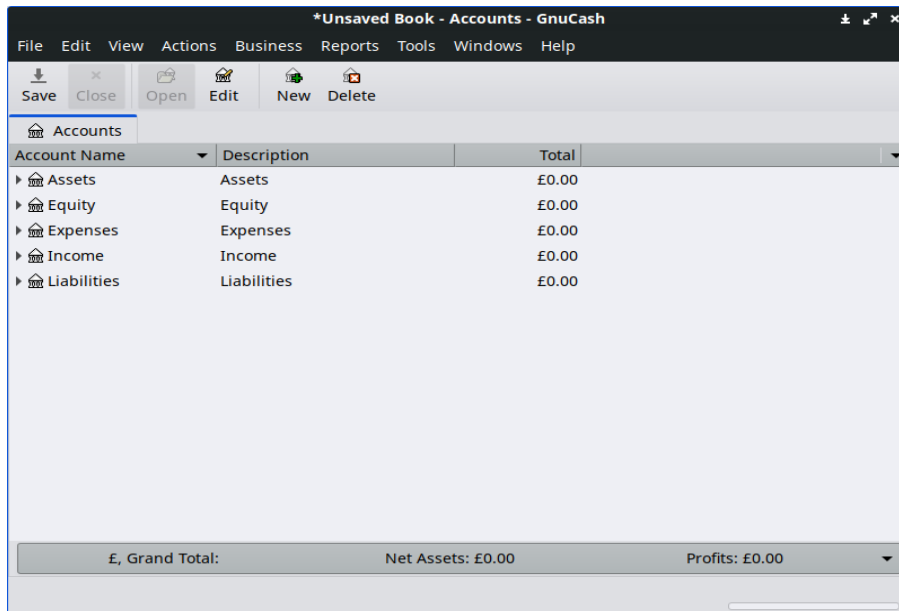 *Unsaved Book - Accounts - GnuCash
File Edit View Actions Business Reports Tools Windows Help
Save Close Open Edit New Delete
Accounts
Account Name Description Total
Assets Assets £0.00
Equity Equity £0.00
Expenses Expenses £0.00
Income Income £0.00
Liabilities Liabilities £0.00
£, Grand Total: Net Assets: £0.00 Profits: £0.00